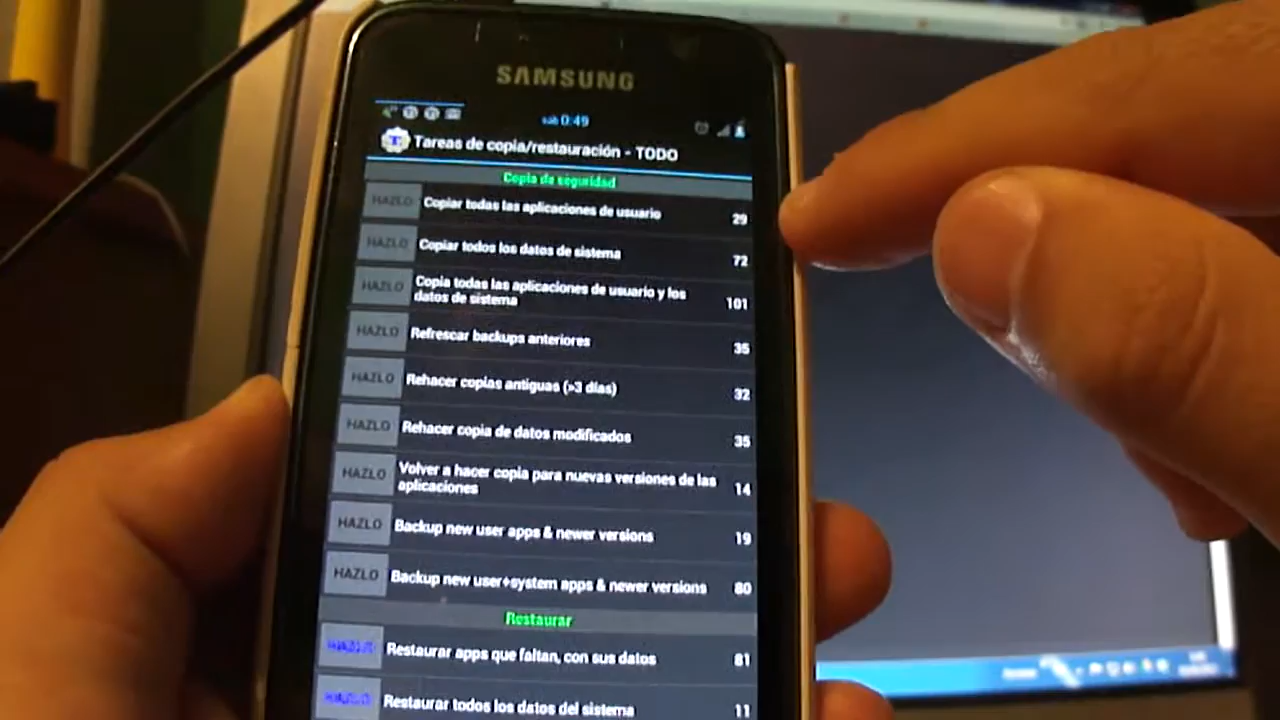 SAMSUNG
sáb 0:49
Tareas de copia/restauración - TODO
Copia de seguridad
HAZLO Copiar todas las aplicaciones de usuario 29
HAZLO Copiar todos los datos de sistema 72
HAZLO Copia todas las aplicaciones de usuario y los
datos de sistema 101
HAZLO Refrescar backups anteriores 35
HAZLO Rehacer copias antiguas (>3 días) 32
HAZLO Rehacer copia de datos modificados 35
HAZLO Volver a hacer copia para nuevas versiones de las
aplicaciones 14
HAZLO Backup new user apps & newer versions 19
HAZLO Backup new user+system apps & newer versions 80
Restaurar
HAZLO Restaurar apps que faltan, con sus datos 81
HAZLO Restaurar todos los datos del sistema 11